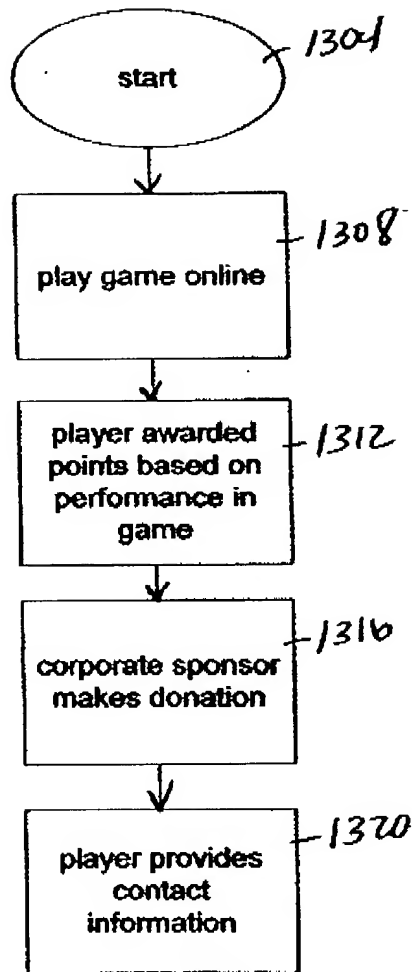 start
1304
play game online
1308
player awarded
points based on
performance in
game
1312
corporate sponsor
makes donation
1316
player provides
contact
information
1320